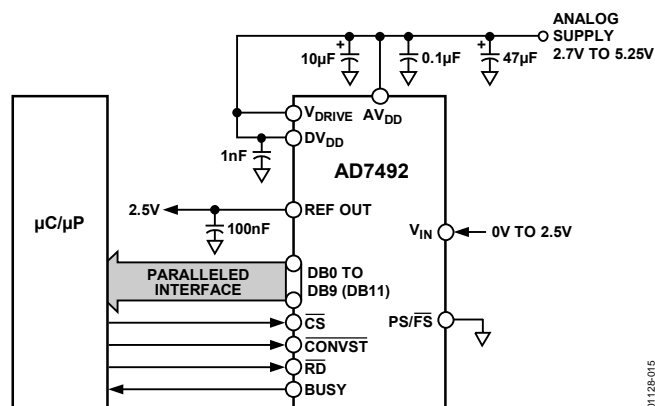 ANALOG
SUPPLY
2.7V TO 5.25V
10µF
0.1µF
47µF
VDRIVE
AVDD
DVDD
1nF
AD7492
µC/µP
2.5V
REF OUT
100nF
VIN
0V TO 2.5V
PARALLELED
INTERFACE
DB0 TO
DB9 (DB11)
CS
PS/FS
CONVST
RD
BUSY
01128-015